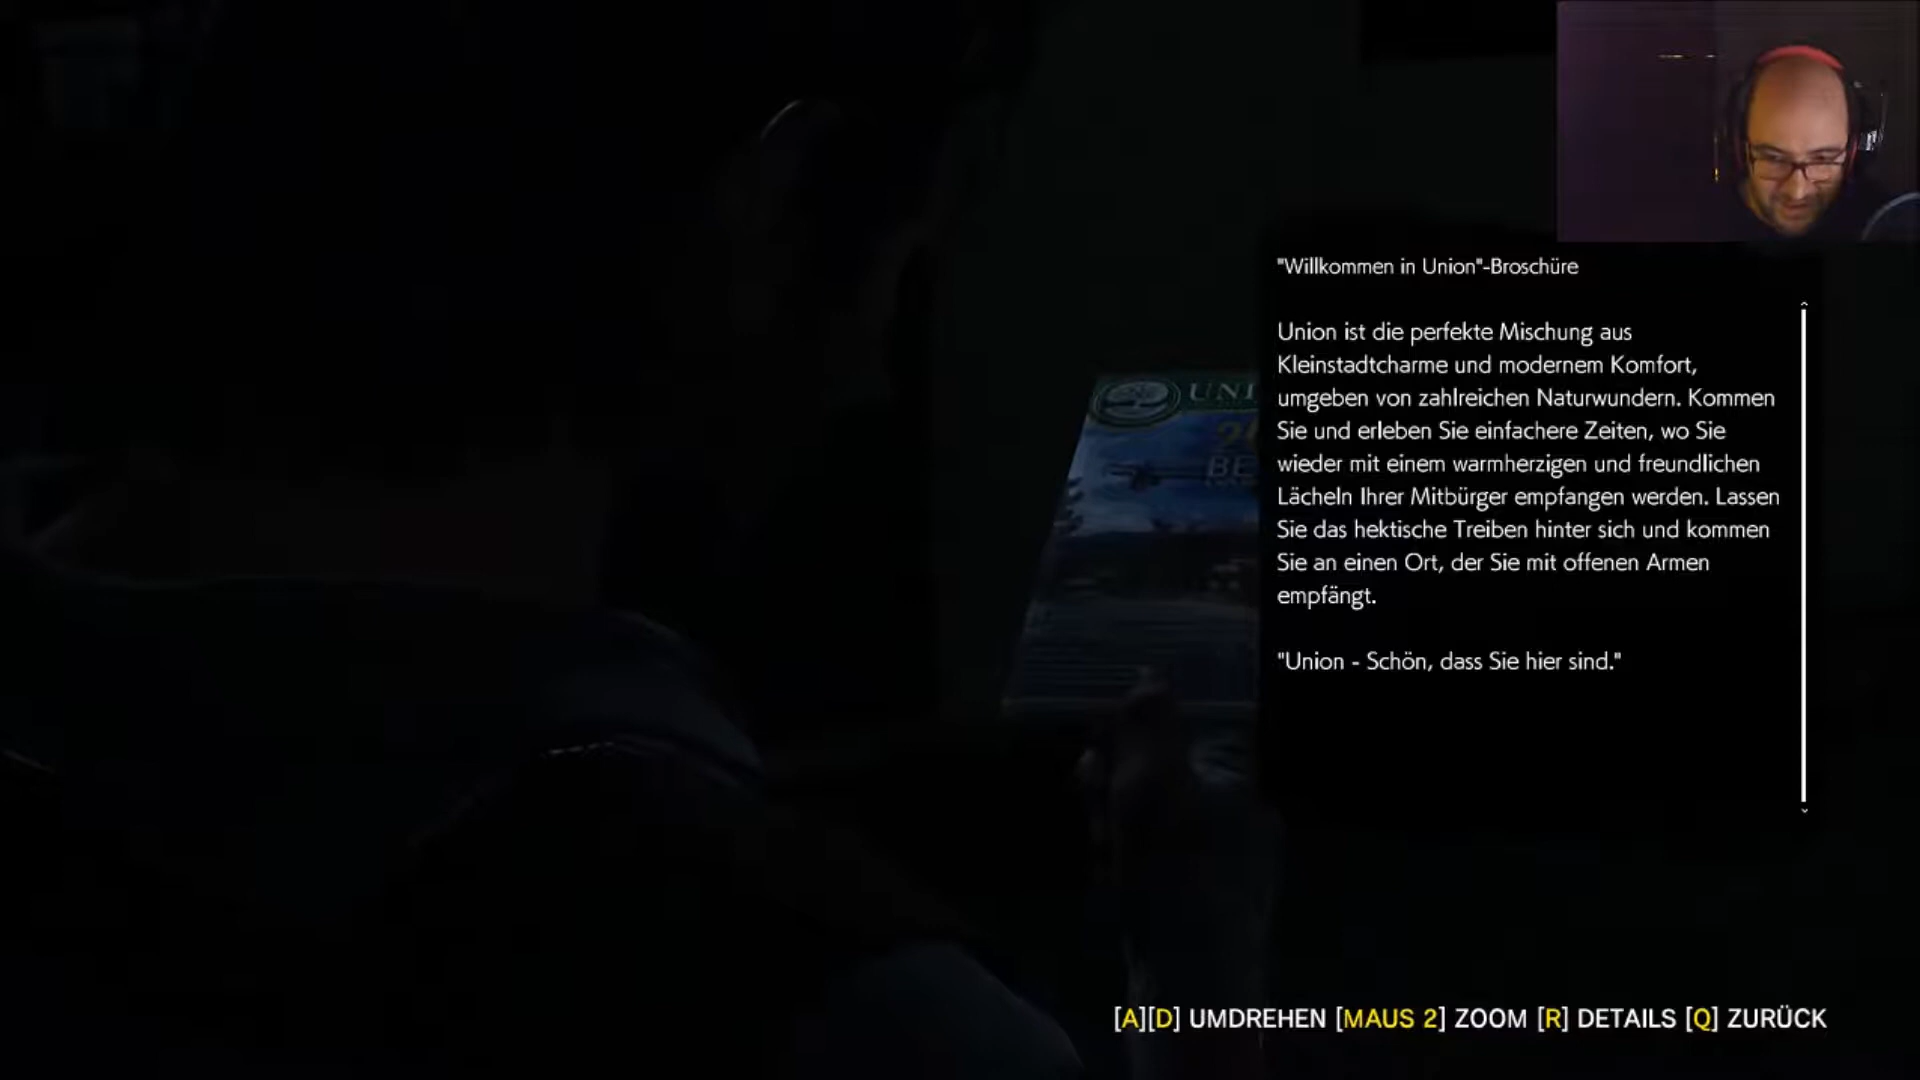 "Willkommen in Union"-Broschüre
Union ist die perfekte Mischung aus
Kleinstadtcharme und modernem Komfort,
umgeben von zahlreichen Naturwundern. Kommen
Sie und erleben Sie einfachere Zeiten, wo Sie
wieder mit einem warmherzigen und freundlichen
Lächeln Ihrer Mitbürger empfangen werden. Lassen
Sie das hektische Treiben hinter sich und kommen
Sie an einen Ort, der Sie mit offenen Armen
empfängt.
"Union - Schön, dass Sie hier sind."
UNI
BE
[A][D] UMDREHEN [MAUS 2] ZOOM [R] DETAILS [Q] ZURÜCK